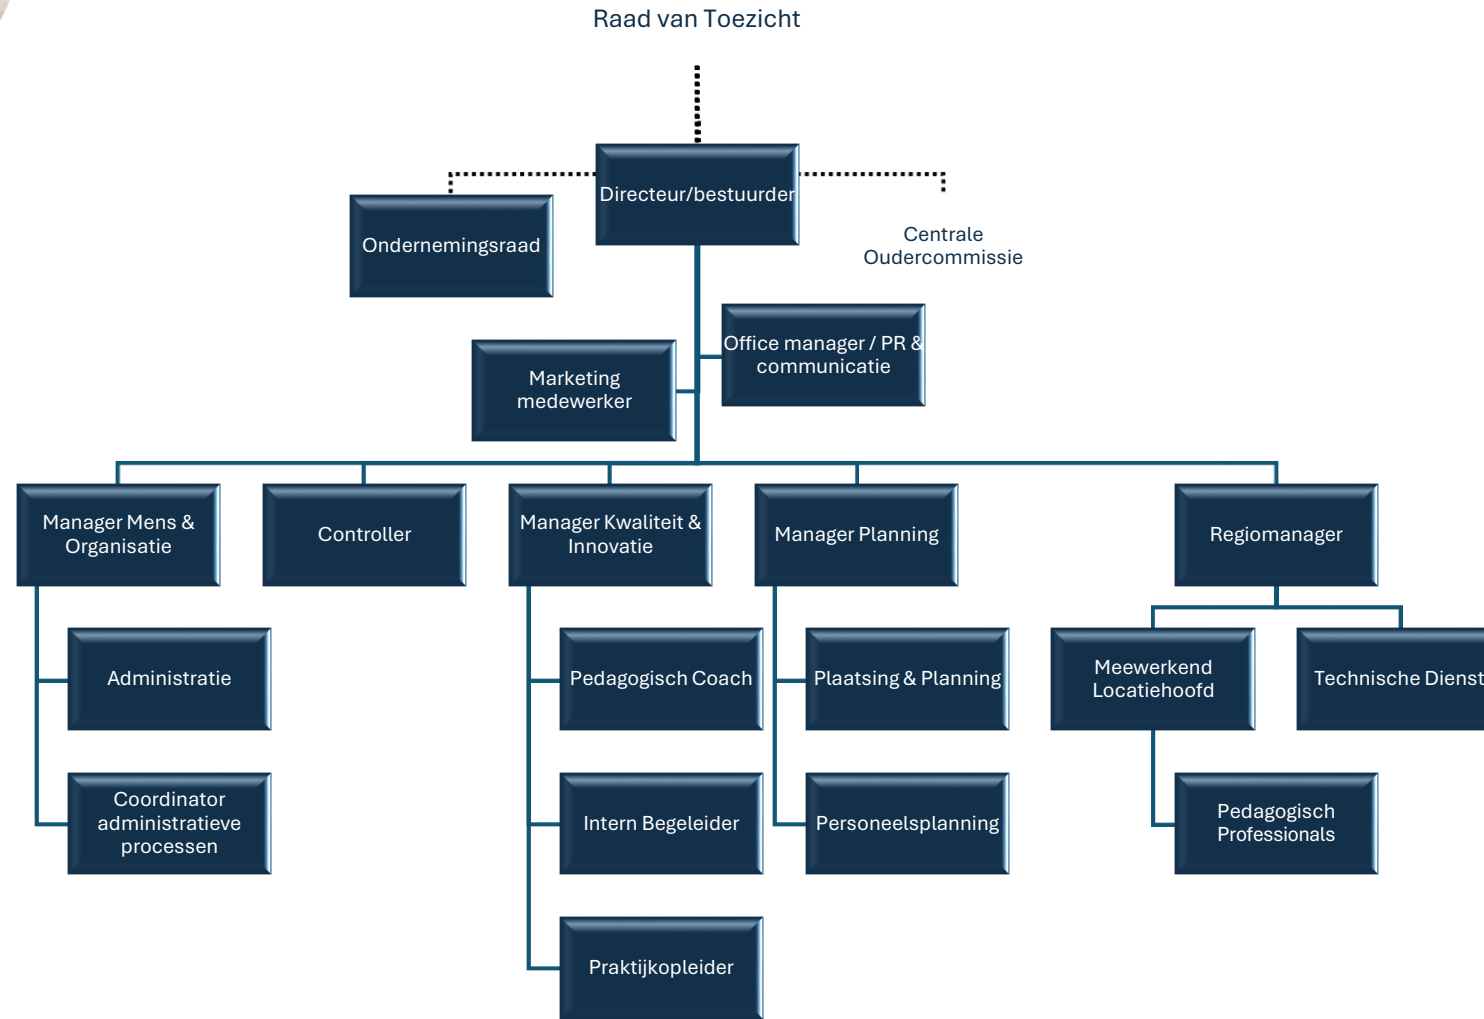 Raad van Toezicht
Directeur/bestuurder
Ondernemingsraad
Centrale
Oudercommissie
Office manager / PR &
communicatie
Marketing
medewerker
Manager Mens &
Organisatie
Controller
Manager Kwaliteit &
Innovatie
Manager Planning
Regiomanager
Administratie
Pedagogisch Coach
Plaatsing & Planning
Meewerkend
Locatiehoofd
Technische Dienst
Coordinator
administratieve
processen
Intern Begeleider
Personeelsplanning
Pedagogisch
Professionals
Praktijkopleider